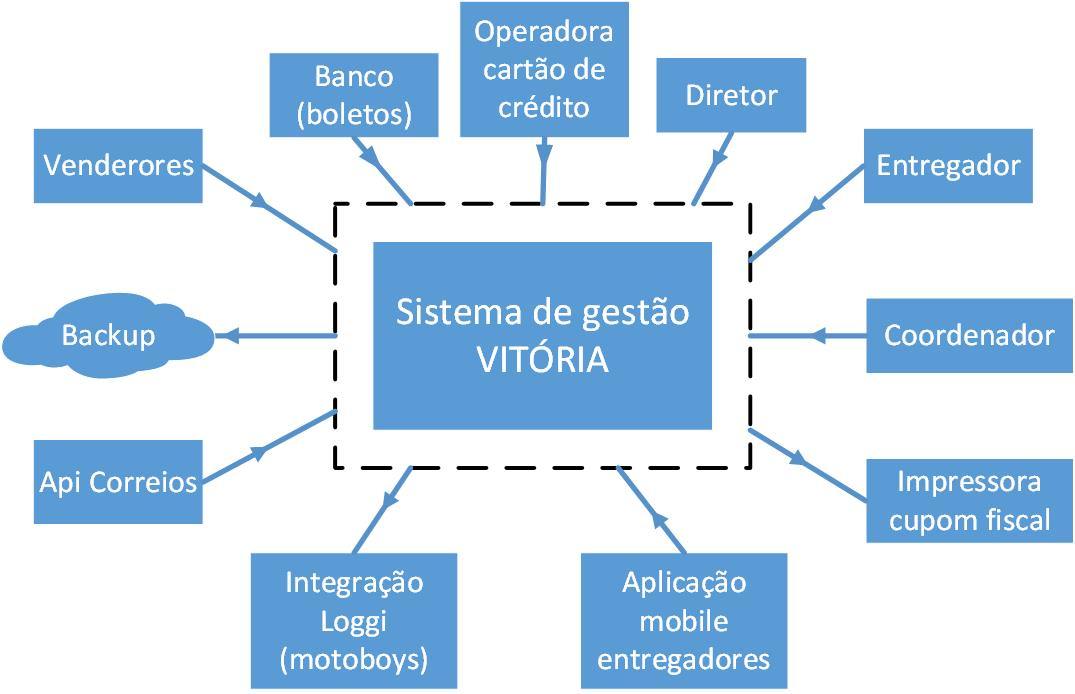 Operadora
cartão de
crédito
Banco
(boletos)
Diretor
Venderores
Entregador
Sistema de gestão
VITÓRIA
Backup
Coordenador
Api Correios
Impressora
cupom fiscal
Integração
Loggi
(motoboys)
Aplicação
mobile
entregadores